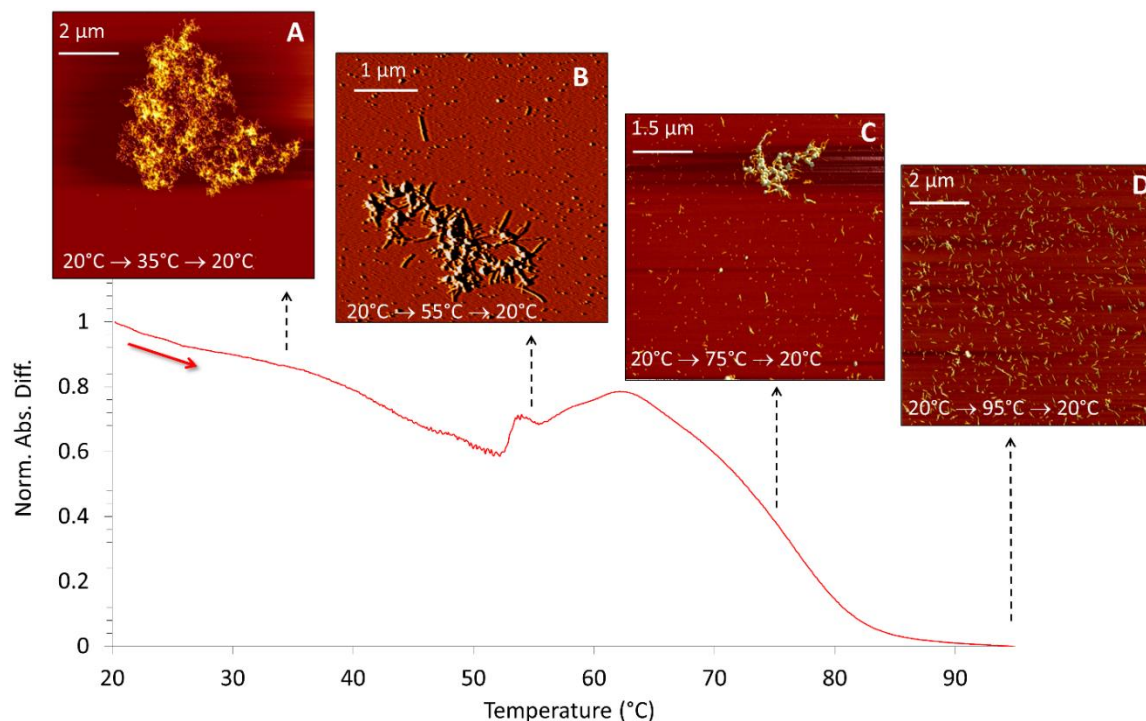 2 µm
A
20°C → 35°C → 20°C
1 µm
B
20°C → 55°C → 20°C
1.5 µm
C
20°C → 75°C → 20°C
2 µm
D
20°C → 95°C → 20°C
Norm. Abs. Diff.
1
0.8
0.6
0.4
0.2
0
20 30 40 50 60 70 80 90
Temperature (°C)